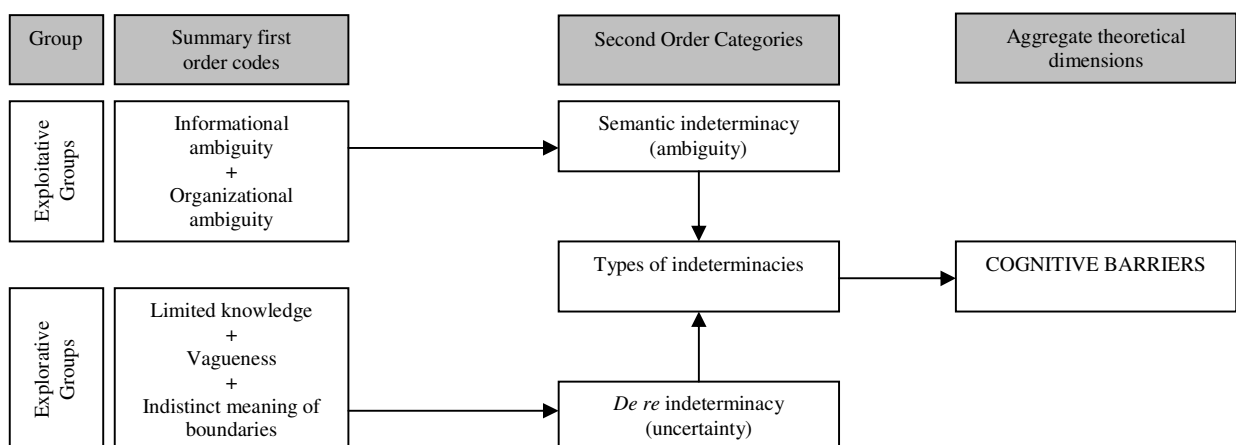 Group
Summary first
order codes
Second Order Categories
Aggregate theoretical
dimensions
Exploitative
Groups
Informational
ambiguity
+
Organizational
ambiguity
Semantic indeterminacy
(ambiguity)
Types of indeterminacies
COGNITIVE BARRIERS
Explorative
Groups
Limited knowledge
+
Vagueness
+
Indistinct meaning of
boundaries
De re indeterminacy
(uncertainty)